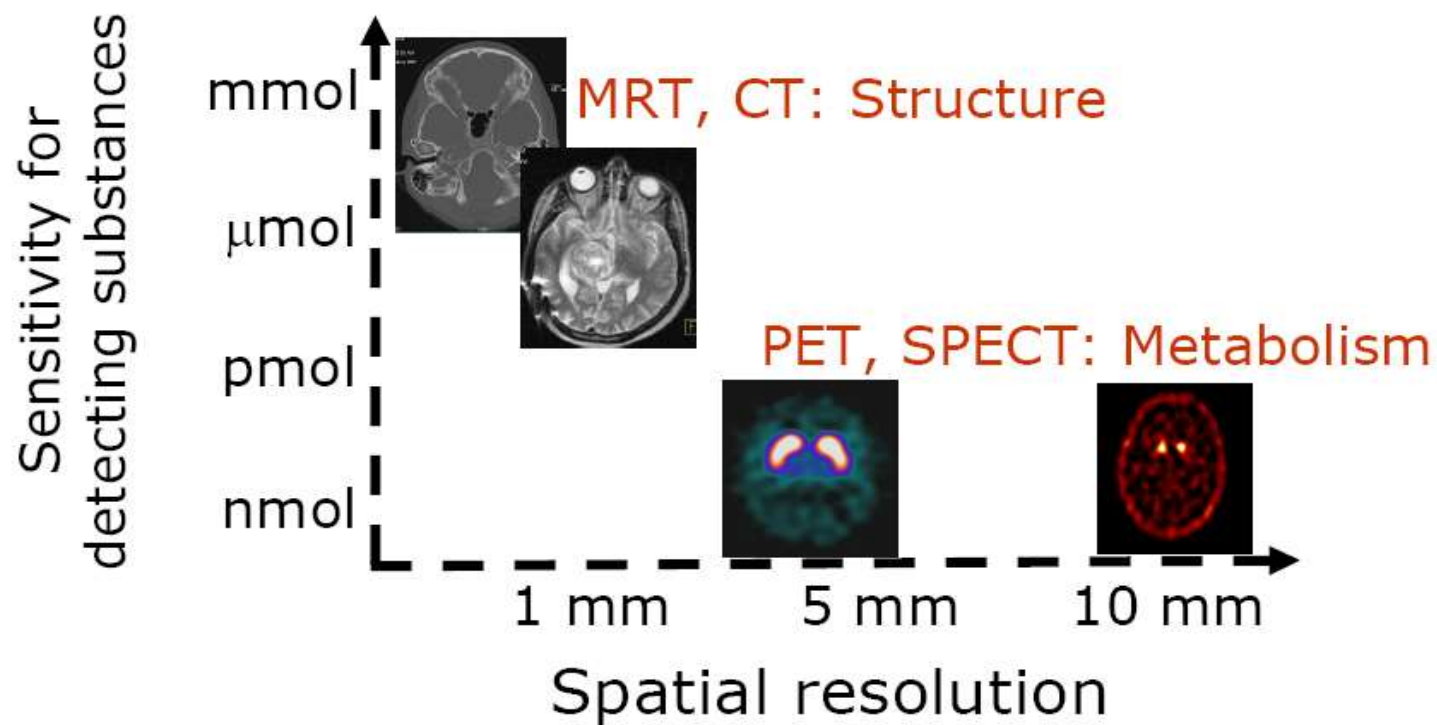 Sensitivity for
detecting substances
mmol
μmol
pmol
nmol
MRT, CT: Structure
PET, SPECT: Metabolism
1 mm
5 mm
10 mm
Spatial resolution